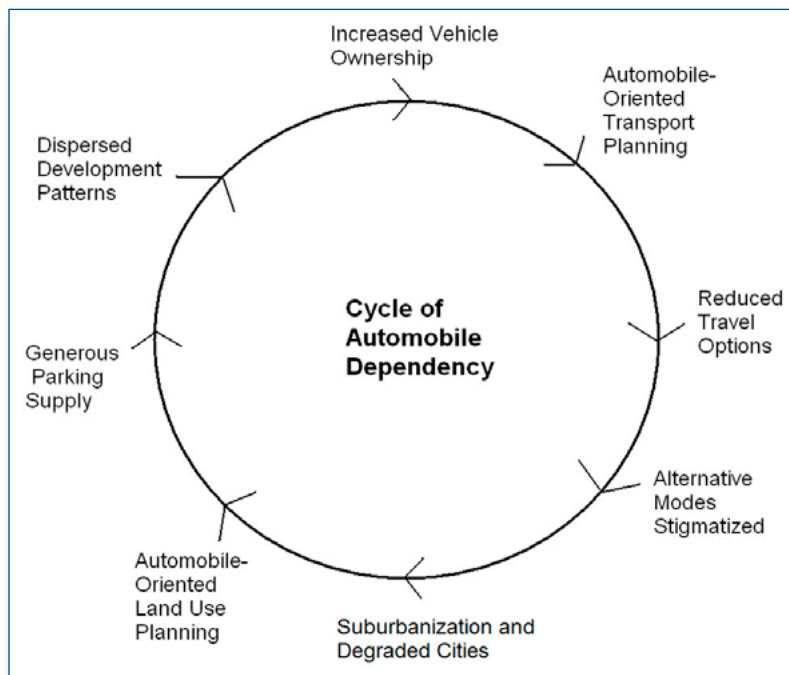 Increased Vehicle
Ownership
Automobile-
Oriented
Transport
Planning
Reduced
Travel
Options
Alternative
Modes
Stigmatized
Suburbanization and
Degraded Cities
Automobile-
Oriented
Land Use
Planning
Generous
Parking
Supply
Dispersed
Development
Patterns
Cycle of
Automobile
Dependency